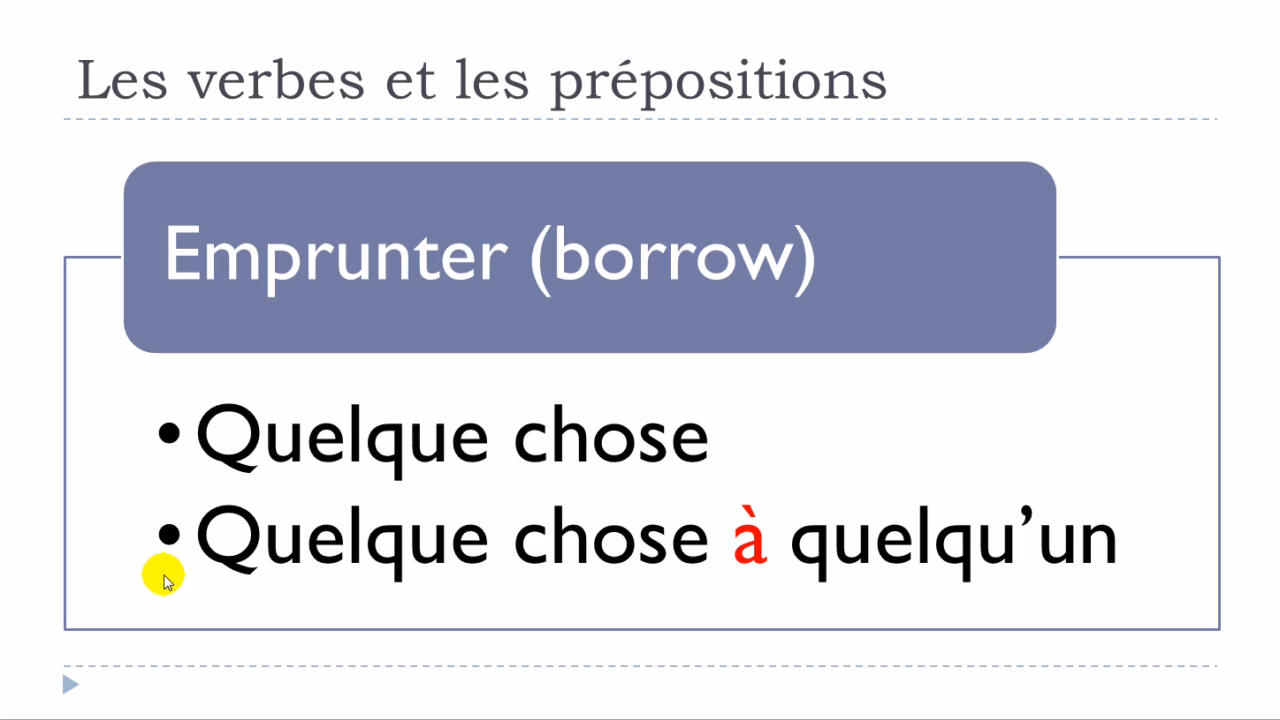 Les verbes et les prépositions
Emprunter (borrow)
• Quelque chose
• Quelque chose à quelqu’un